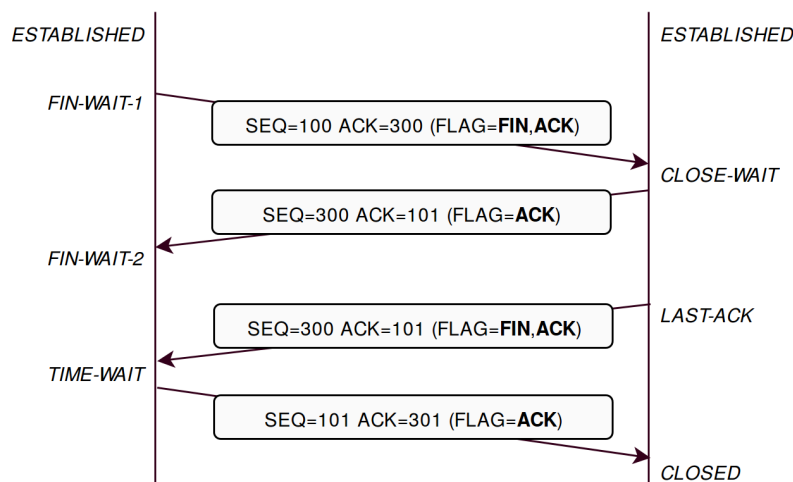 ESTABLISHED
ESTABLISHED
FIN-WAIT-1
SEQ=100 ACK=300 (FLAG=FIN,ACK)
CLOSE-WAIT
SEQ=300 ACK=101 (FLAG=ACK)
FIN-WAIT-2
SEQ=300 ACK=101 (FLAG=FIN,ACK)
LAST-ACK
TIME-WAIT
SEQ=101 ACK=301 (FLAG=ACK)
CLOSED